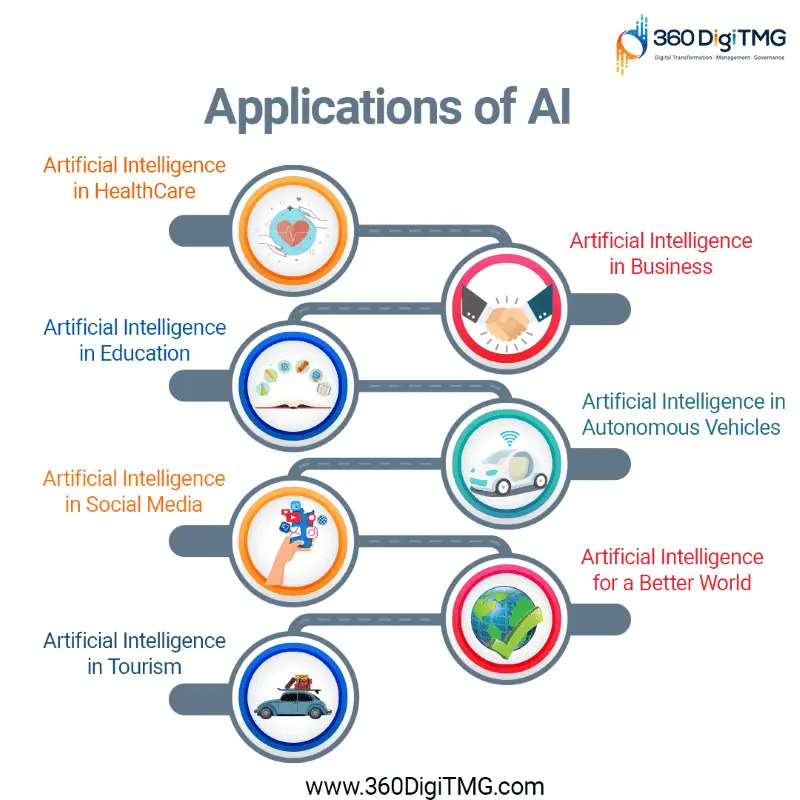 360 DigiTMG
Digital Transformation | Management | Governance
Applications of AI
Artificial Intelligence
in HealthCare
Artificial Intelligence
in Business
Artificial Intelligence
in Education
Artificial Intelligence in
Autonomous Vehicles
Artificial Intelligence
in Social Media
Artificial Intelligence
for a Better World
Artificial Intelligence
in Tourism
www.360DigiTMG.com